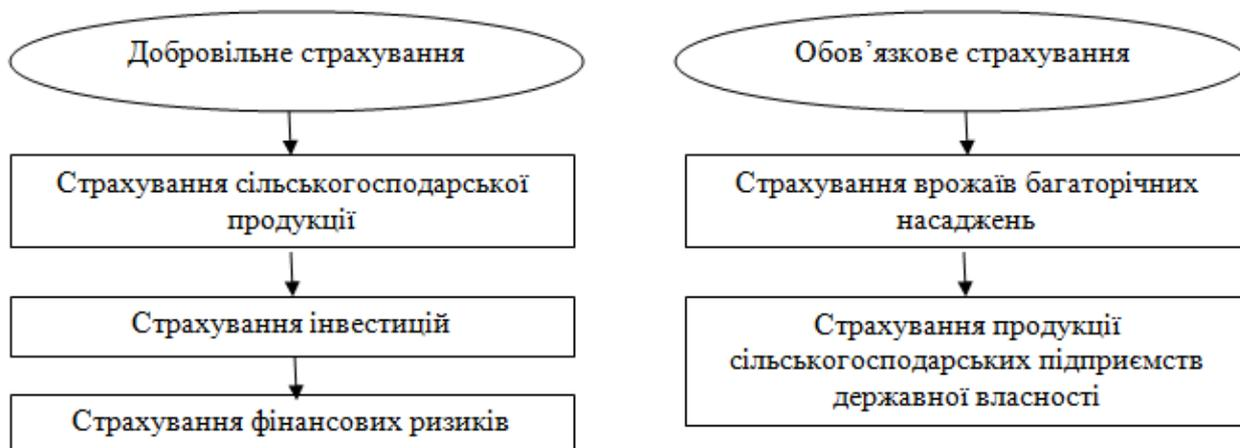 Добровільне страхування
Страхування сільськогосподарської
продукції
Страхування інвестицій
Страхування фінансових ризиків
Обов’язкове страхування
Страхування врожаїв багаторічних
насаджень
Страхування продукції
сільськогосподарських підприємств
державної власності